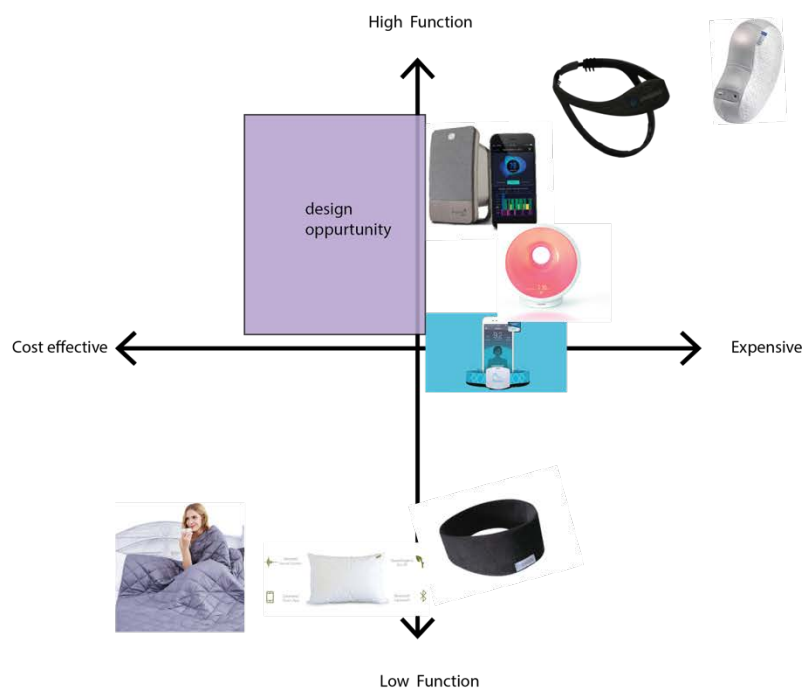 High Function
design
oppurtunity
Cost effective
Expensive
Low Function